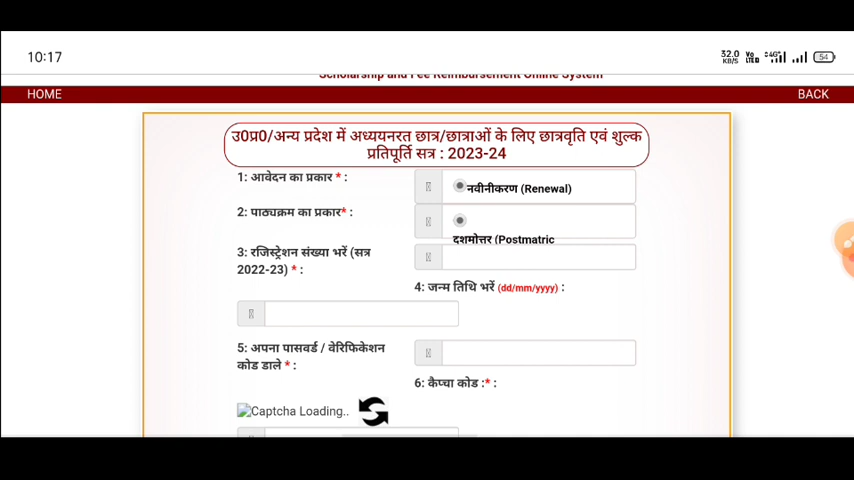 10:17
32.0 KB/S Vo LTE 4G 54
Scholarship and Fee Reimbursement Online System
HOME BACK
उ0प्र0/अन्य प्रदेश में अध्ययनरत छात्र/छात्राओं के लिए छात्रवृति एवं शुल्क
प्रतिपूर्ति सत्र : 2023-24
1: आवेदन का प्रकार * :
नवीनीकरण (Renewal)
2: पाठ्यक्रम का प्रकार* :
दशमोत्तर (Postmatric
3: रजिस्ट्रेशन संख्या भरें (सत्र
2022-23) * :
4: जन्म तिथि भरें (dd/mm/yyyy) :
5: अपना पासवर्ड / वेरिफिकेशन
कोड डाले * :
6: कैप्चा कोड :* :
Captcha Loading..